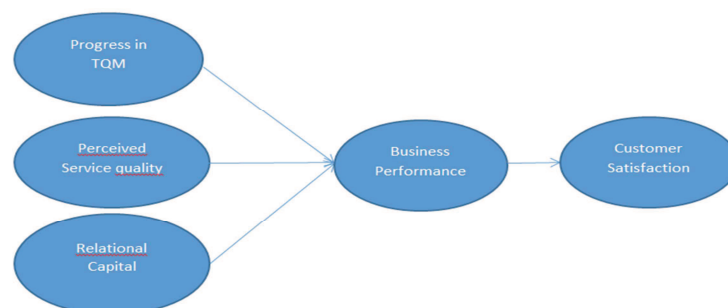 Progress in
TQM
Perceived
Service quality
Relational
Capital
Business
Performance
Customer
Satisfaction